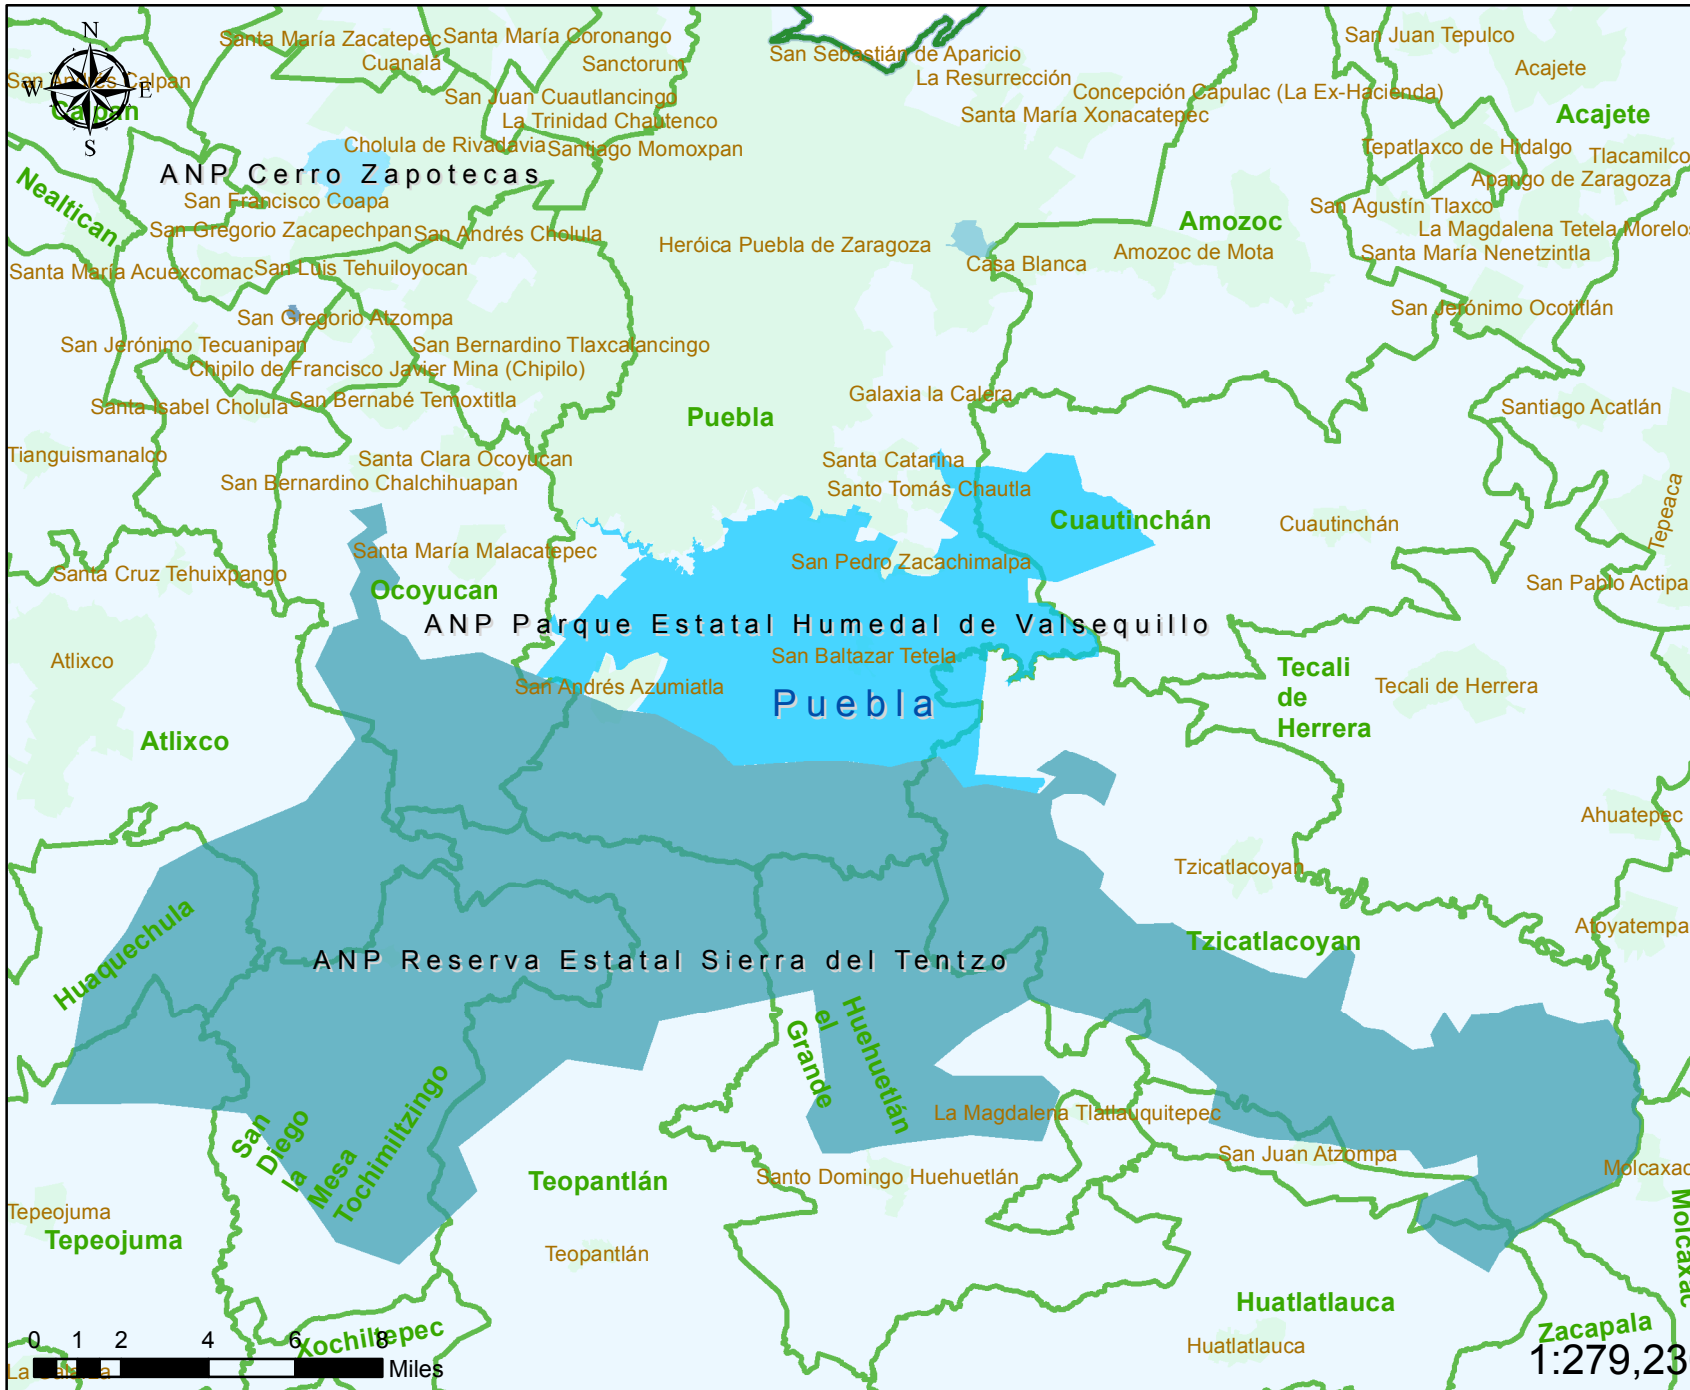 N
W
E
S
Santa María Zacatepec
Santa María Coronango
Cuanalá
Sanctorum
San Sebastián de Aparicio
La Resurrección
San Juan Tepulco
Acajete
San Andrés Calpan
Calpan
San Juan Cuautlancingo
La Trinidad Chautenco
Concepción Capulac (La Ex-Hacienda)
Santa María Xonacatepec
Acajete
Cholula de Rivadavia
Santiago Momoxpan
Tepatlaxco de Hidalgo
Tlacamilco
ANP Cerro Zapotecas
Apango de Zaragoza
Nealtican
San Francisco Coapa
San Agustín Tlaxco
San Gregorio Zacapechpan
San Andrés Cholula
Amozoc
La Magdalena Tetela Morelos
Heróica Puebla de Zaragoza
Amozoc de Mota
Santa María Nenetzintla
Casa Blanca
Santa María Acuexcomac
San Luis Tehuiloyocan
San Gregorio Atzompa
San Jerónimo Ocotitlán
San Jerónimo Tecuanipan
San Bernardino Tlaxcalancingo
Chipilo de Francisco Javier Mina (Chipilo)
Galaxia la Calera
Santa Isabel Cholula
San Bernabé Temoxtitla
Puebla
Santiago Acatlán
Tianguismanalco
Santa Clara Ocoyucan
Santa Catarina
San Bernardino Chalchihuapan
Santo Tomás Chautla
Cuautinchán
Cuautinchán
Tepeaca
Santa María Malacatepec
San Pedro Zacachimalpa
Santa Cruz Tehuixpango
Ocoyucan
San Pablo Actipa
ANP Parque Estatal Humedal de Valsequillo
Atlixco
San Baltazar Tetela
Tecali
de
Herrera
Tecali de Herrera
San Andrés Azumiatla
Puebla
Atlixco
Ahuatepec
Tzicatlacoyan
Huaquechula
Atoyatempa
Tzicatlacoyan
ANP Reserva Estatal Sierra del Tentzo
Huehuetlán
el
Grande
San
Diego
la
Mesa
Tochimiltzingo
La Magdalena Tlatlauquitepec
San Juan Atzompa
Molcaxac
Santo Domingo Huehuetlán
Teopantlán
Tepeojuma
Tepeojuma
Teopantlán
Molcaxac
Huatlatlauca
Xochiltepec
Zacapala
Huatlatlauca
0 1 2 4 6 8
Miles
1:279,23